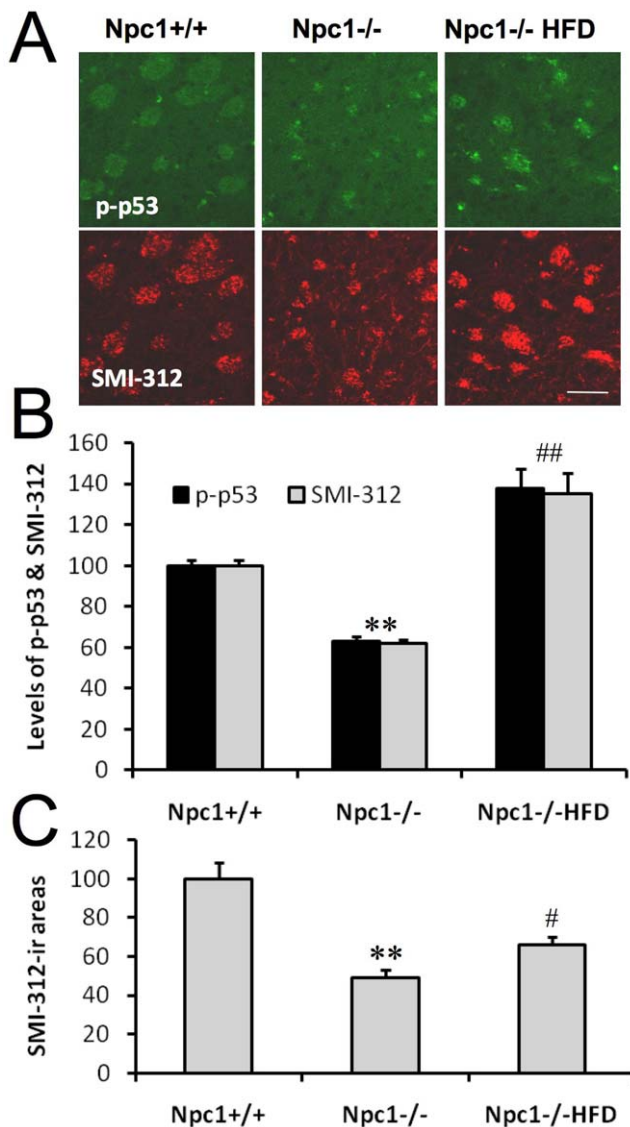 A
Npc1+/+ Npc1-/- Npc1-/- HFD
p-p53
SMI-312
B
Levels of p-p53 & SMI-312
160
140
120
100
80
60
40
20
0
p-p53 SMI-312
**
##
Npc1+/+ Npc1-/- Npc1-/-HFD
C
SMI-312-ir areas
120
100
80
60
40
20
0
**
#
Npc1+/+ Npc1-/- Npc1-/-HFD